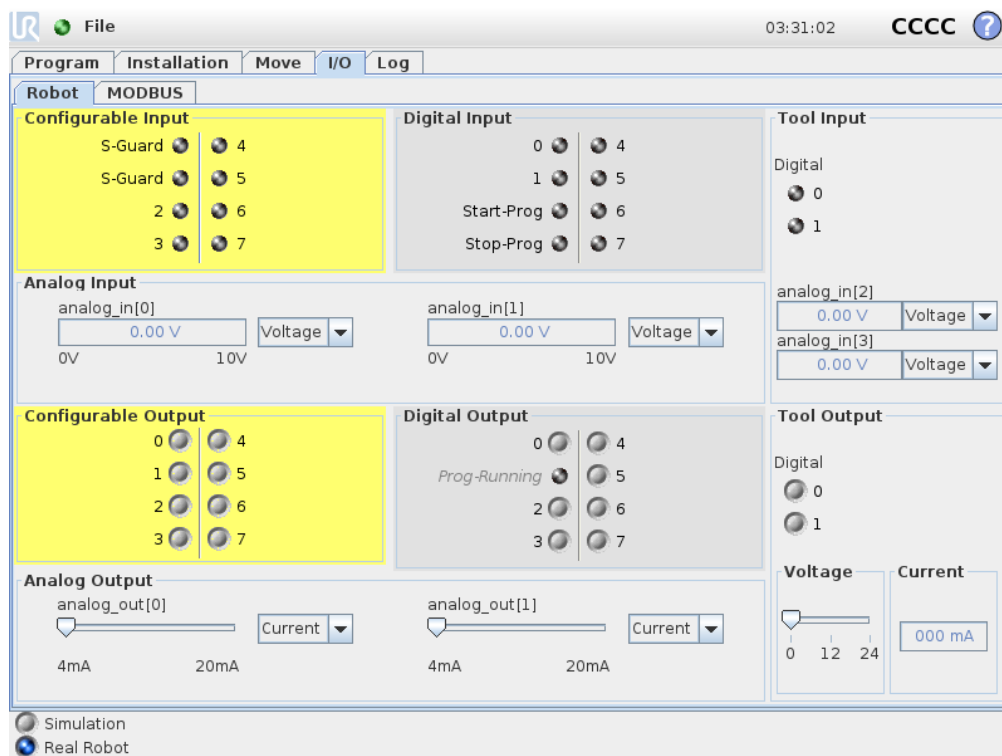 UR File 03:31:02 CCCC ?
Program Installation Move I/O Log
Robot MODBUS
Configurable Input
S-Guard 4
S-Guard 5
2 6
3 7
Digital Input
0 4
1 5
Start-Prog 6
Stop-Prog 7
Tool Input
Digital
0
1
Analog Input
analog_in[0]
0.00 V Voltage
0V 10V
analog_in[1]
0.00 V Voltage
0V 10V
analog_in[2]
0.00 V Voltage
analog_in[3]
0.00 V Voltage
Configurable Output
0 4
1 5
2 6
3 7
Digital Output
0 4
Prog-Running 5
2 6
3 7
Tool Output
Digital
0
1
Analog Output
analog_out[0]
Current
4mA 20mA
analog_out[1]
Current
4mA 20mA
Voltage
0 12 24
Current
000 mA
Simulation
Real Robot